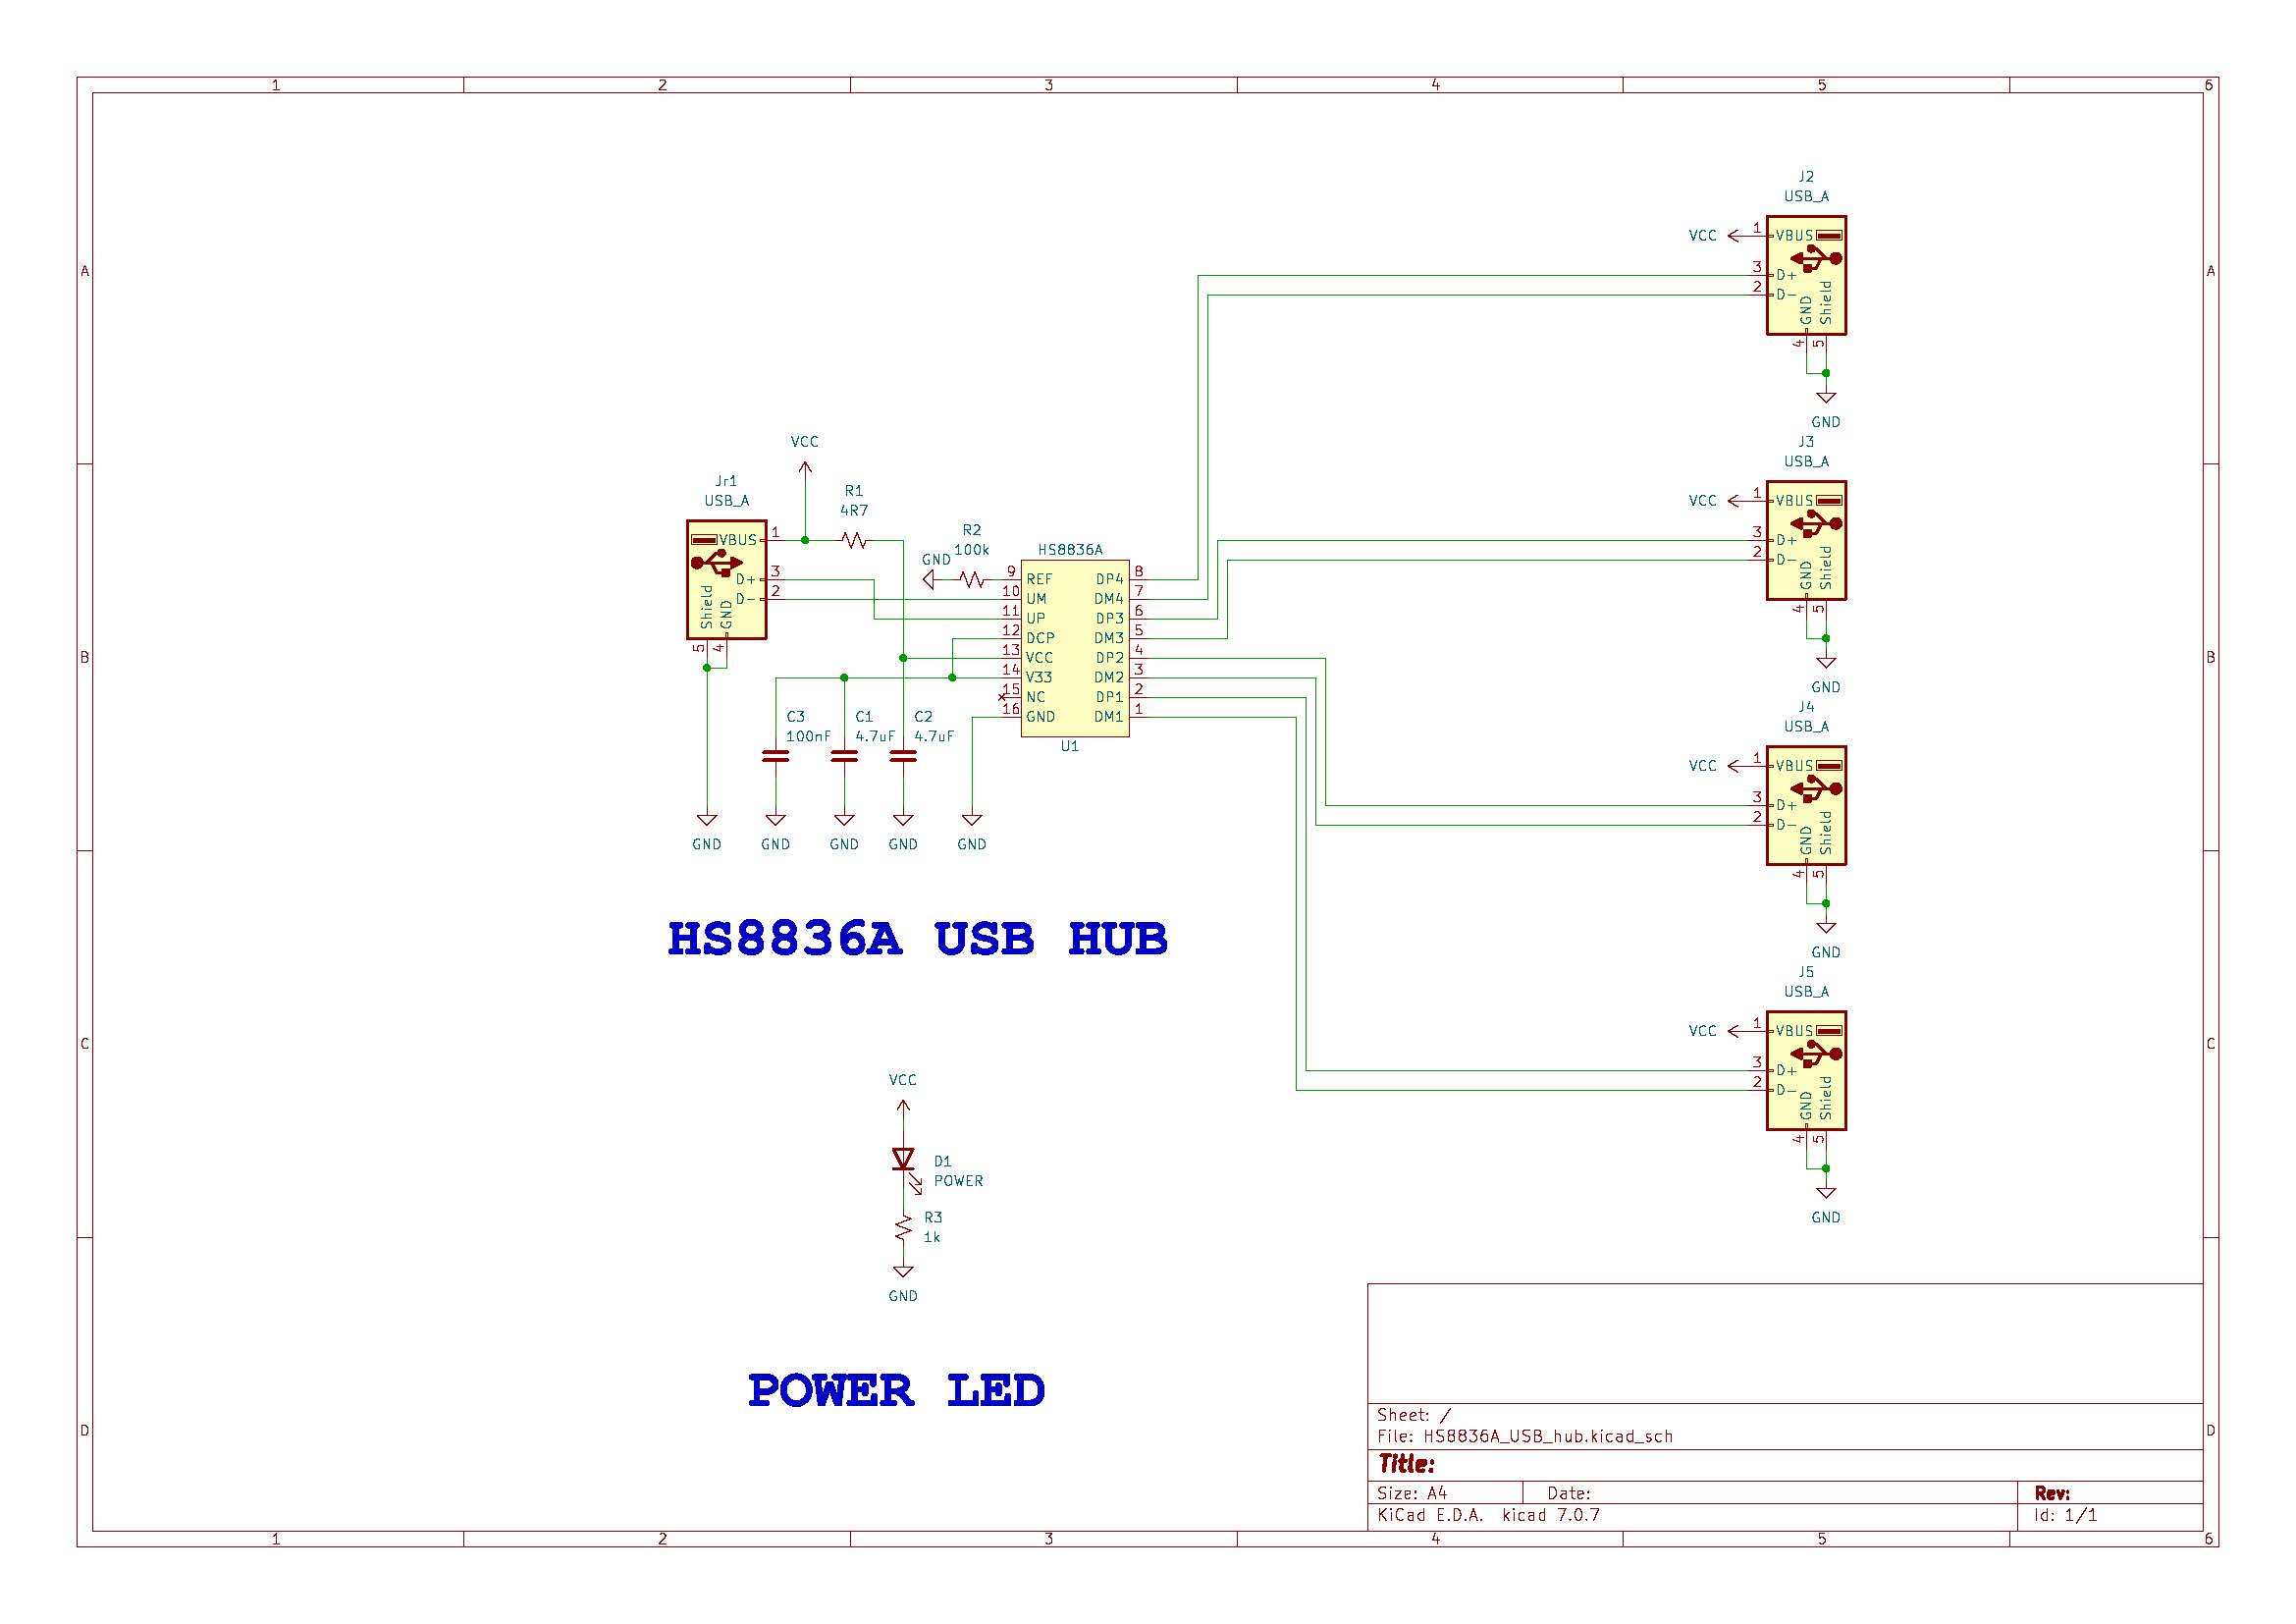 1 2 3 4 5 6
A
B
C
D
A
B
C
D
J2
USB_A
VCC
1 VBUS
3 D+
2 D−
GND
Shield
4 5
GND
J3
USB_A
VCC
1 VBUS
3 D+
2 D−
GND
Shield
4 5
GND
J4
USB_A
VCC
1 VBUS
3 D+
2 D−
GND
Shield
4 5
GND
J5
USB_A
VCC
1 VBUS
3 D+
2 D−
GND
Shield
4 5
GND
VCC
Jr1
USB_A
VBUS 1
D+ 3
D− 2
Shield
GND
5 4
R1
4R7
R2
100k
GND
HS8836A
9 REF DP4 8
10 UM DM4 7
11 UP DP3 6
12 DCP DM3 5
13 VCC DP2 4
14 V33 DM2 3
15 NC DP1 2
16 GND DM1 1
U1
C3
100nF
C1
4.7uF
C2
4.7uF
GND GND GND GND GND
HS8836A USB HUB
VCC
D1
POWER
R3
1k
GND
POWER LED
Sheet: /
File: HS8836A_USB_hub.kicad_sch
Title:
Size: A4 Date: Rev:
KiCad E.D.A. kicad 7.0.7 Id: 1/1
1 2 3 4 5 6